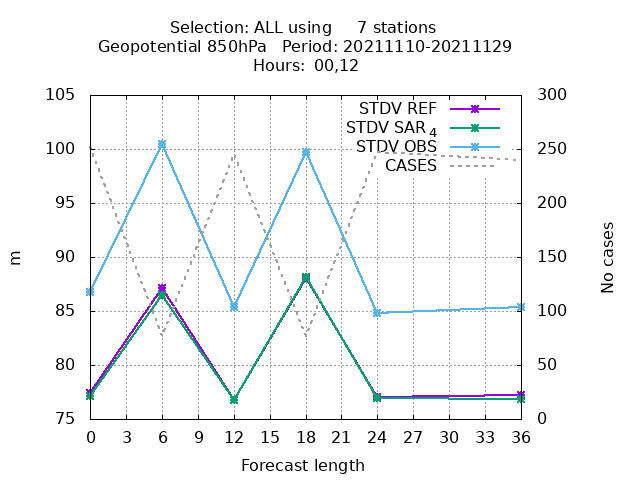 Selection: ALL using     7 stations
Geopotential 850hPa   Period: 20211110-20211129
Hours:  00,12
105
100
95
90
85
80
75
300
250
200
150
100
50
0
m
No cases
STDV REF
STDV SAR4
STDV OBS
CASES
0 3 6 9 12 15 18 21 24 27 30 33 36
Forecast length